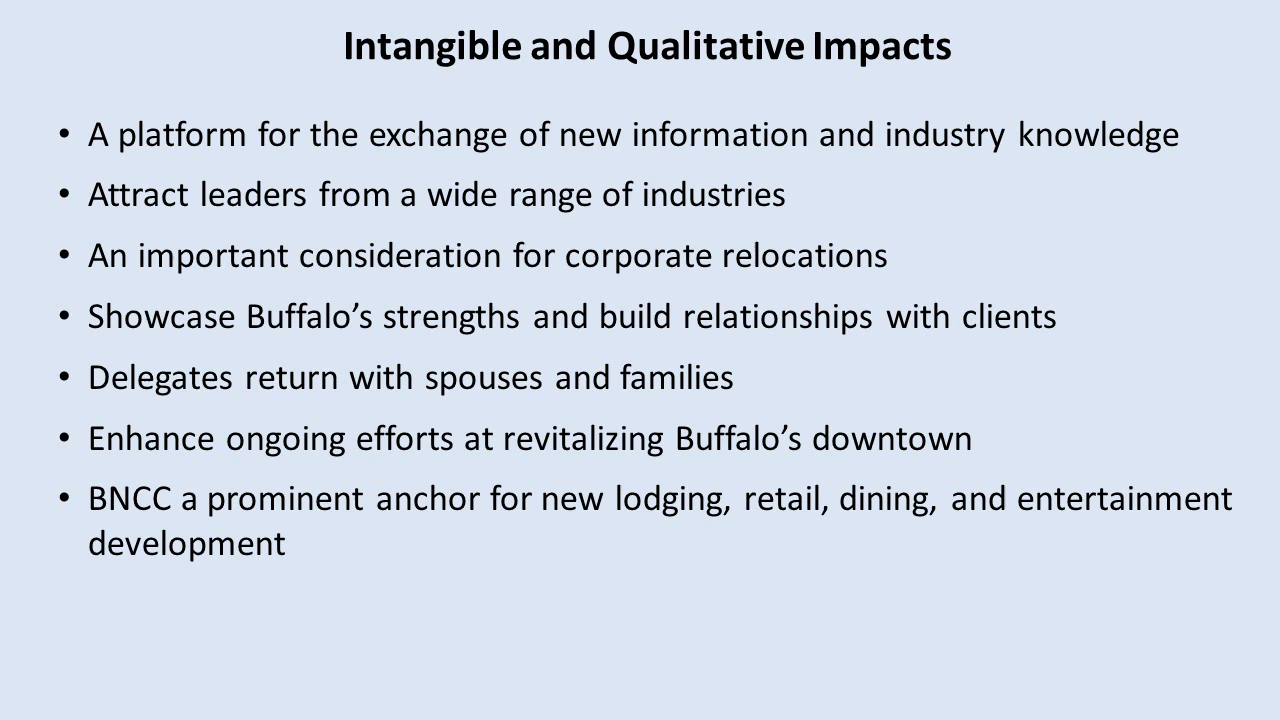 Intangible and Qualitative Impacts
• A platform for the exchange of new information and industry knowledge
• Attract leaders from a wide range of industries
• An important consideration for corporate relocations
• Showcase Buffalo’s strengths and build relationships with clients
• Delegates return with spouses and families
• Enhance ongoing efforts at revitalizing Buffalo’s downtown
• BNCC a prominent anchor for new lodging, retail, dining, and entertainment
development